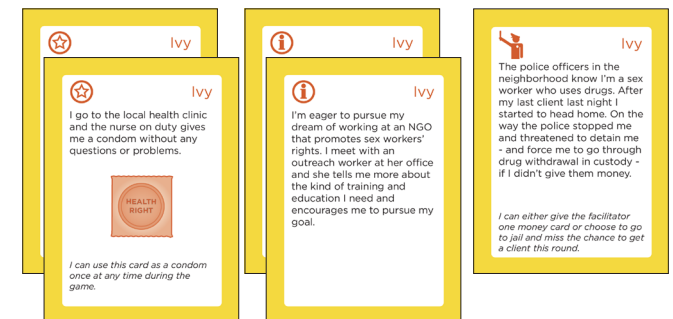 Ivy
Ivy
I go to the local health clinic
and the nurse on duty gives
me a condom without any
questions or problems.
HEALTH
RIGHT
I can use this card as a condom
once at any time during the
game.
Ivy
Ivy
I'm eager to pursue my
dream of working at an NGO
that promotes sex workers'
rights. I meet with an
outreach worker at her office
and she tells me more about
the kind of training and
education I need and
encourages me to pursue my
goal.
Ivy
The police officers in the
neighborhood know I'm a sex
worker who uses drugs. After
my last client last night I
started to head home. On the
way the police stopped me
and threatened to detain me
- and force me to go through
drug withdrawal in custody -
if I didn't give them money.
I can either give the facilitator
one money card or choose to go
to jail and miss the chance to get
a client this round.